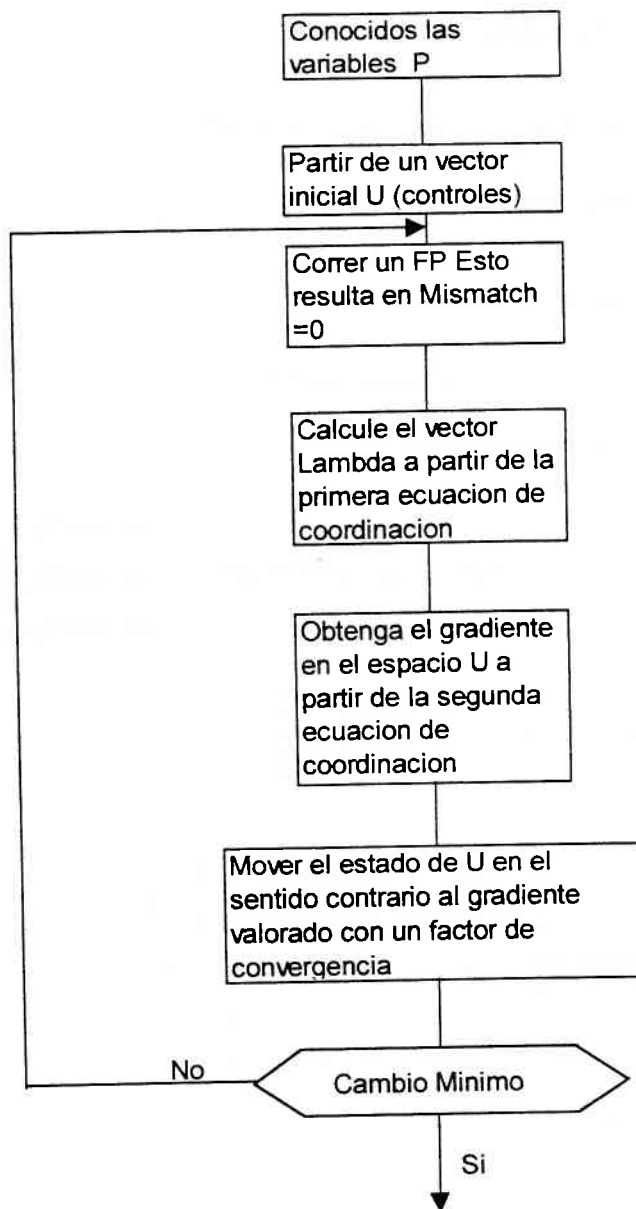 Conocidos las
variables P
Partir de un vector
inicial U (controles)
Correr un FP Esto
resulta en Mismatch
=0
Calcule el vector
Lambda a partir de la
primera ecuacion de
coordinacion
Obtenga el gradiente
en el espacio U a
partir de la segunda
ecuacion de
coordinacion
Mover el estado de U en el
sentido contrario al gradiente
valorado con un factor de
convergencia
No
Cambio Minimo
Si